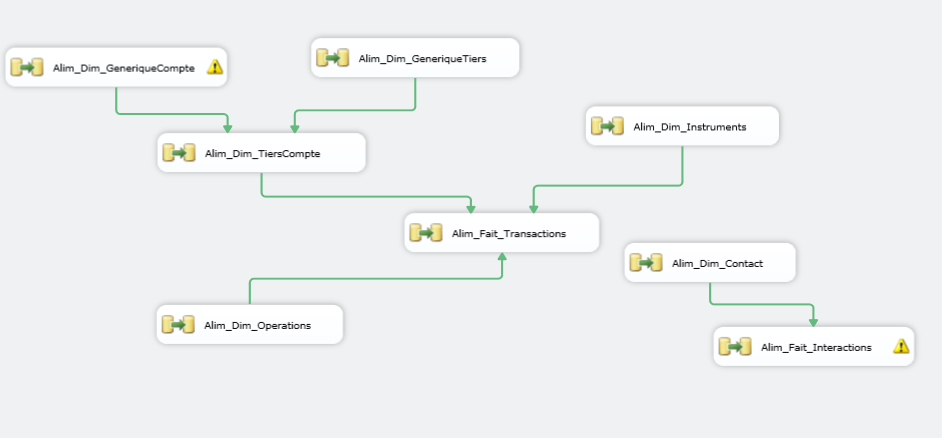 Alim_Dim_GeneriqueCompte
Alim_Dim_GeneriqueTiers
Alim_Dim_Instruments
Alim_Dim_TiersCompte
Alim_Fait_Transactions
Alim_Dim_Contact
Alim_Dim_Operations
Alim_Fait_Interactions